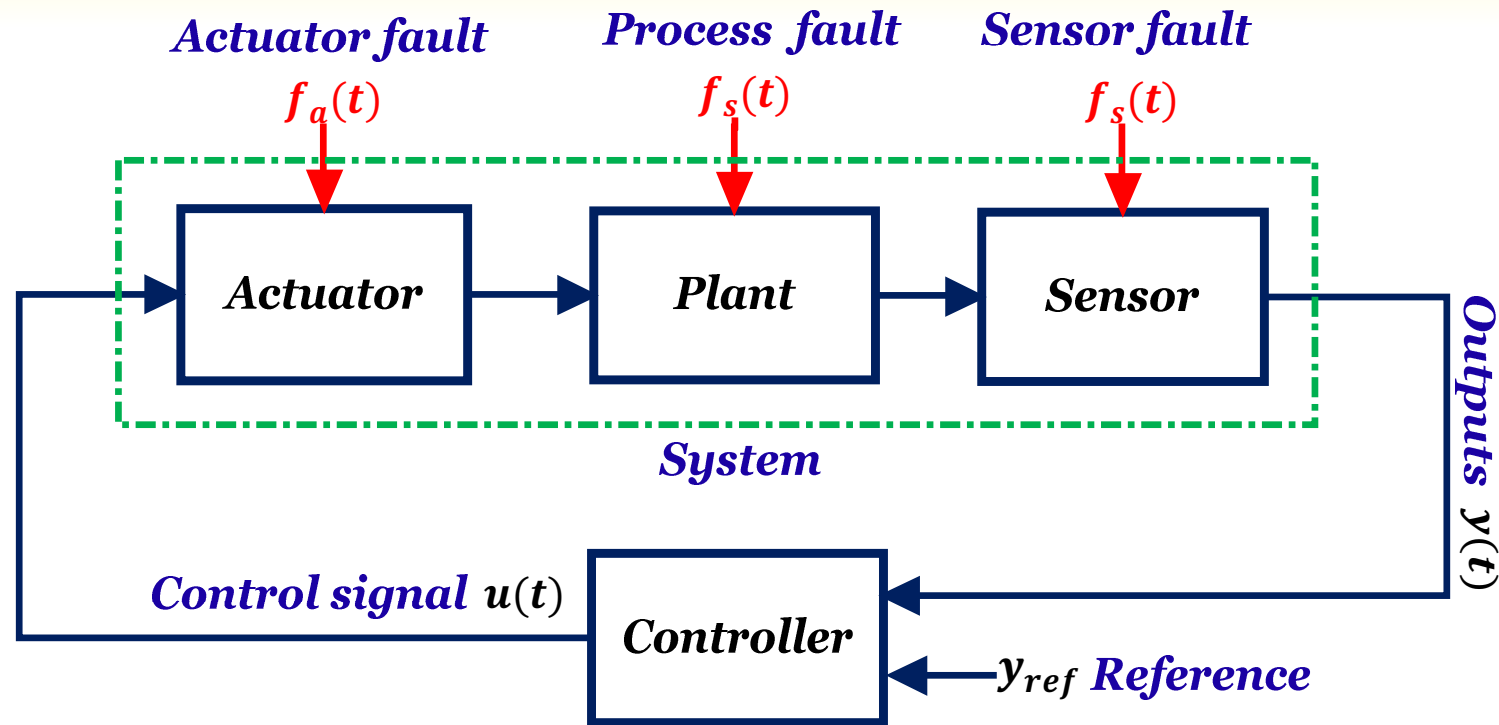 Actuator fault
Process fault
Sensor fault
f_a(t)
f_s(t)
f_s(t)
Actuator
Plant
Sensor
System
Outputs y(t)
Control signal u(t)
Controller
y_ref Reference